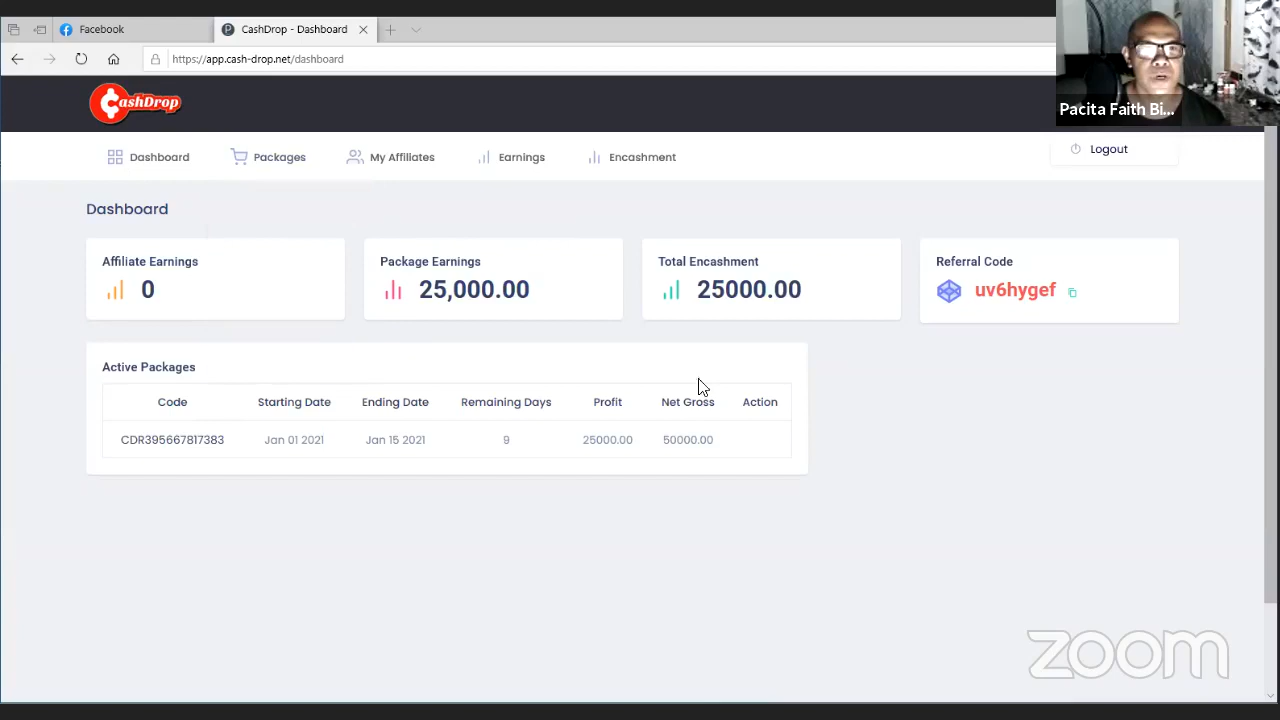 Facebook
CashDrop - Dashboard
https://app.cash-drop.net/dashboard
Pacita Faith Bi...
CashDrop
Dashboard
Packages
My Affiliates
Earnings
Encashment
Logout
Dashboard
Affiliate Earnings
0
Package Earnings
25,000.00
Total Encashment
25000.00
Referral Code
uv6hygef
Active Packages
Code Starting Date Ending Date Remaining Days Profit Net Gross Action
CDR395667817383 Jan 01 2021 Jan 15 2021 9 25000.00 50000.00
zoom